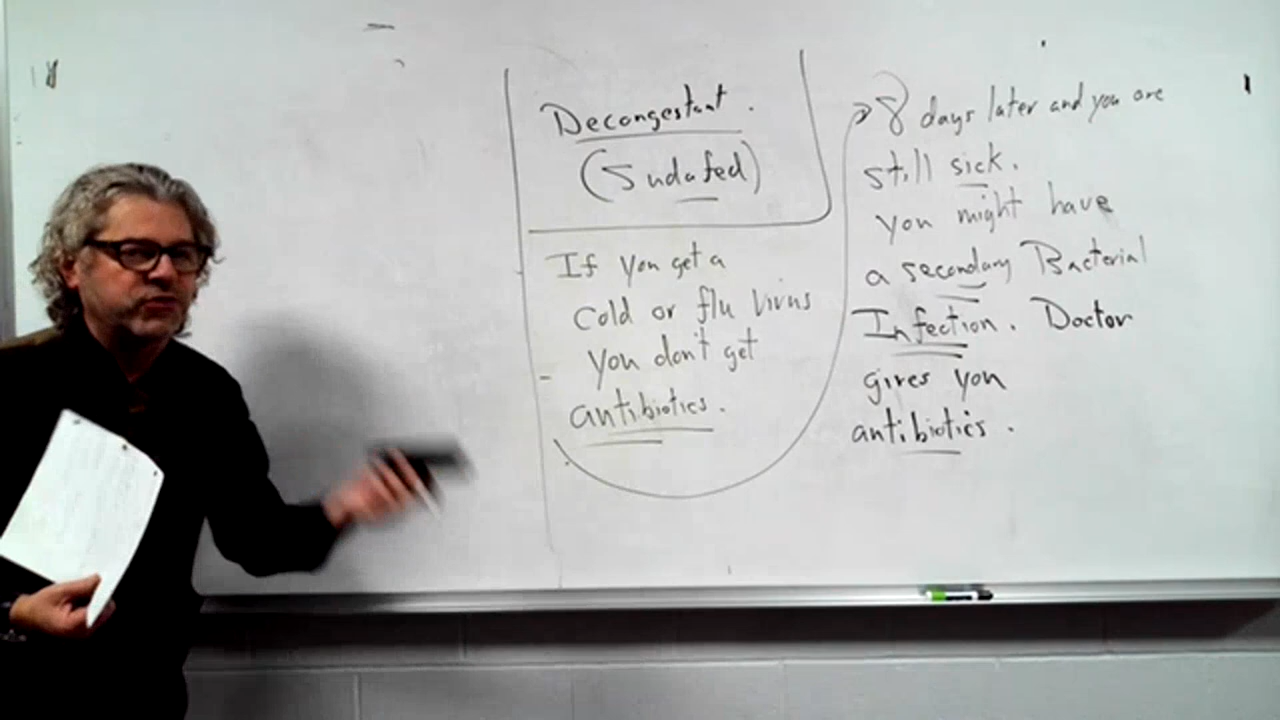 Decongestant.
(Sudafed)
If you get a
cold or flu virus
you don't get
antibiotics.
8 days later and you are
still sick.
you might have
a secondary Bacterial
Infection. Doctor
gives you
antibiotics.